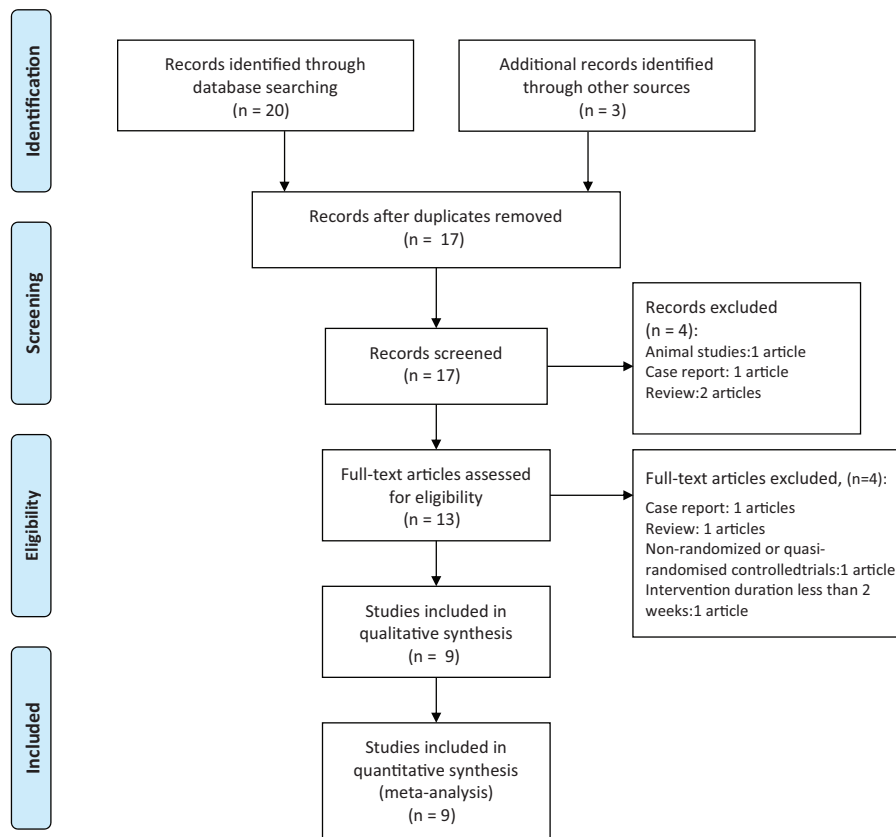 Identification
Records identified through
database searching
(n = 20)
Additional records identified
through other sources
(n = 3)
Records after duplicates removed
(n = 17)
Screening
Records screened
(n = 17)
Records excluded
(n = 4):
Animal studies:1 article
Case report: 1 article
Review:2 articles
Eligibility
Full-text articles assessed
for eligibility
(n = 13)
Full-text articles excluded, (n=4):
Case report: 1 articles
Review: 1 articles
Non-randomized or quasi-
randomised controlledtrials:1 article
Intervention duration less than 2
weeks:1 article
Studies included in
qualitative synthesis
(n = 9)
Included
Studies included in
quantitative synthesis
(meta-analysis)
(n = 9)